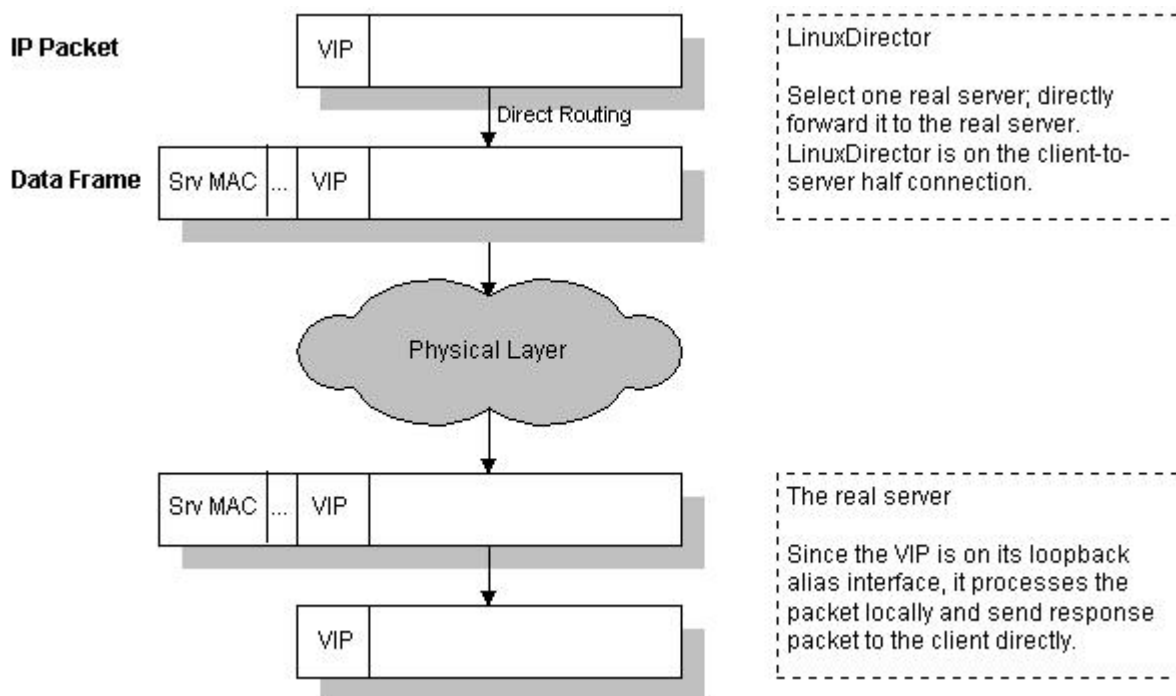 IP Packet
VIP
LinuxDirector
Select one real server; directly
forward it to the real server.
LinuxDirector is on the client-to-
server half connection.
Direct Routing
Data Frame
Srv MAC ... VIP
Physical Layer
Srv MAC ... VIP
The real server
Since the VIP is on its loopback
alias interface, it processes the
packet locally and send response
packet to the client directly.
VIP